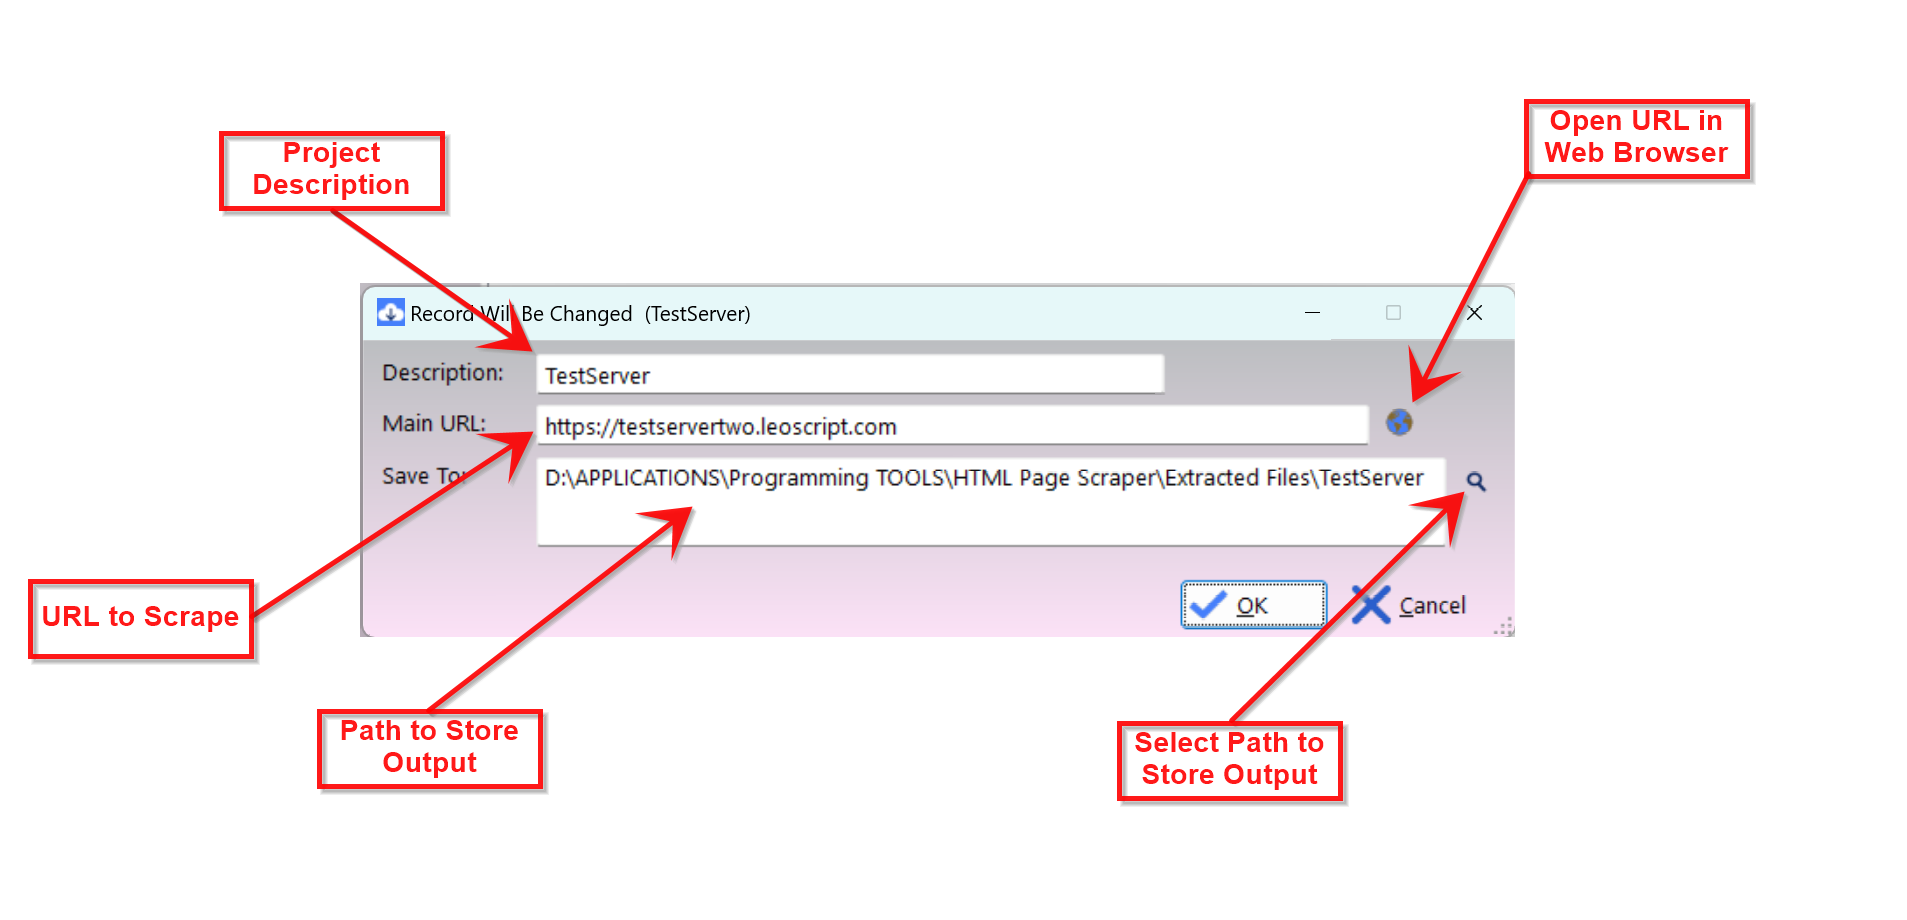 Open URL in
Web Browser
Project
Description
Record Will Be Changed (TestServer)
Description:
TestServer
Main URL:
https://testservertwo.leoscript.com
Save To:
D:\APPLICATIONS\Programming TOOLS\HTML Page Scraper\Extracted Files\TestServer
OK
Cancel
URL to Scrape
Path to Store
Output
Select Path to
Store Output